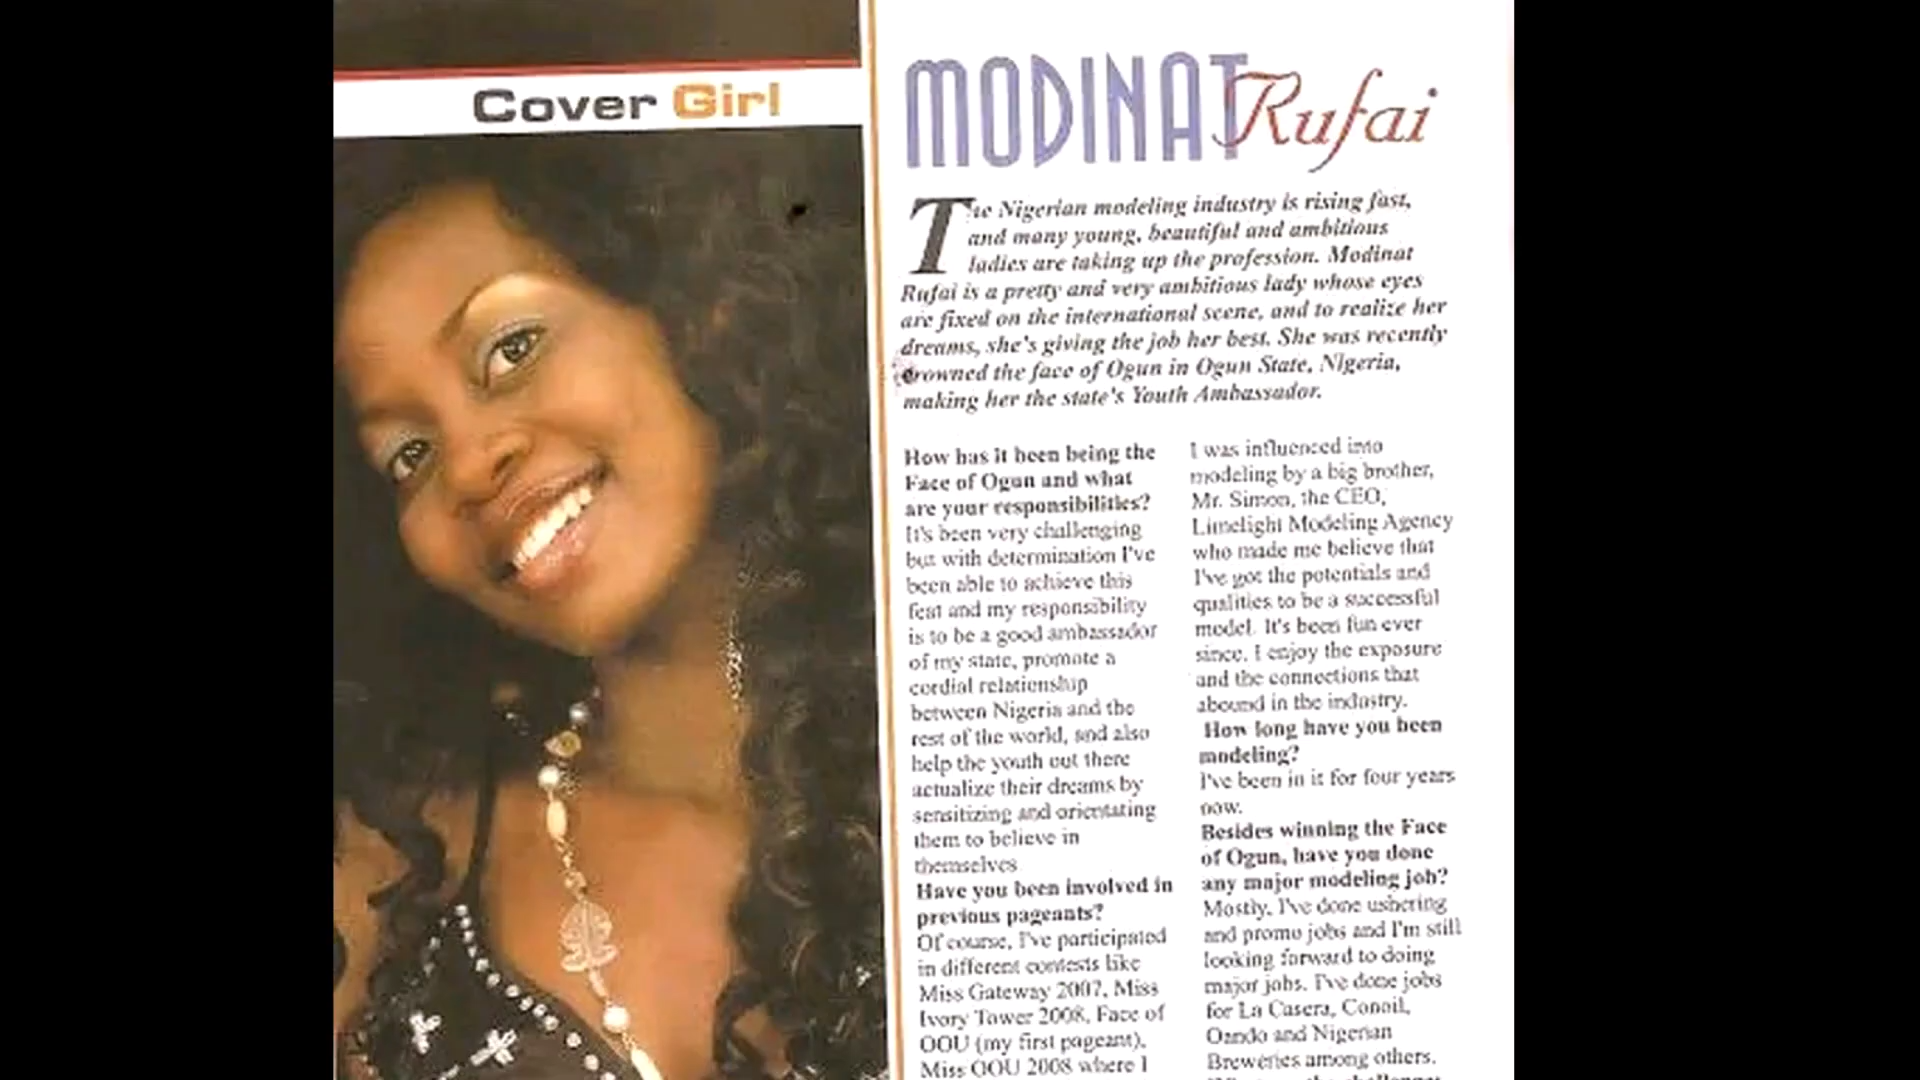 Cover Girl
MODINAT Rufai
The Nigerian modeling industry is rising fast,
and many young, beautiful and ambitious
ladies are taking up the profession. Modinat
Rufai is a pretty and very ambitious lady whose eyes
are fixed on the international scene, and to realize her
dreams, she's giving the job her best. She was recently
crowned the face of Ogun in Ogun State, Nigeria,
making her the state's Youth Ambassador.
How has it been being the
Face of Ogun and what
are your responsibilities?
It's been very challenging
but with determination I've
been able to achieve this
feat and my responsibility
is to be a good ambassador
of my state, promote a
cordial relationship
between Nigeria and the
rest of the world, and also
help the youth out there
actualize their dreams by
sensitizing and orientating
them to believe in
themselves
Have you been involved in
previous pageants?
Of course, I've participated
in different contests like
Miss Gateway 2007, Miss
Ivory Tower 2008, Face of
OOU (my first pageant),
Miss OOU 2008 where I
I was influenced into
modeling by a big brother,
Mr. Simon, the CEO,
Limelight Modeling Agency
who made me believe that
I've got the potentials and
qualities to be a successful
model. It's been fun ever
since. I enjoy the exposure
and the connections that
abound in the industry.
How long have you been
modeling?
I've been in it for four years
now.
Besides winning the Face
of Ogun, have you done
any major modeling job?
Mostly, I've done ushering
and promo jobs and I'm still
looking forward to doing
major jobs. I've done jobs
for La Casera, Conoil,
Oando and Nigerian
Breweries among others.